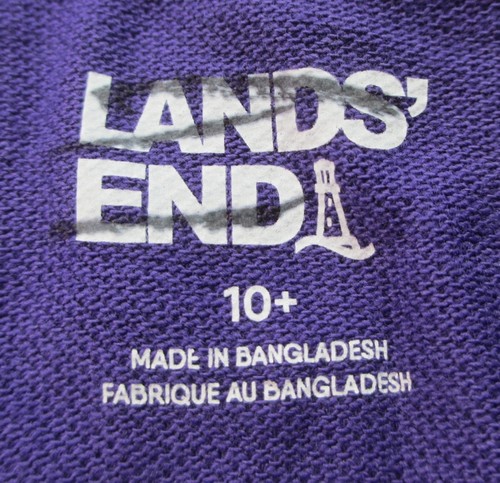 LANDS'
END
10+
MADE IN BANGLADESH
FABRIQUE AU BANGLADESH